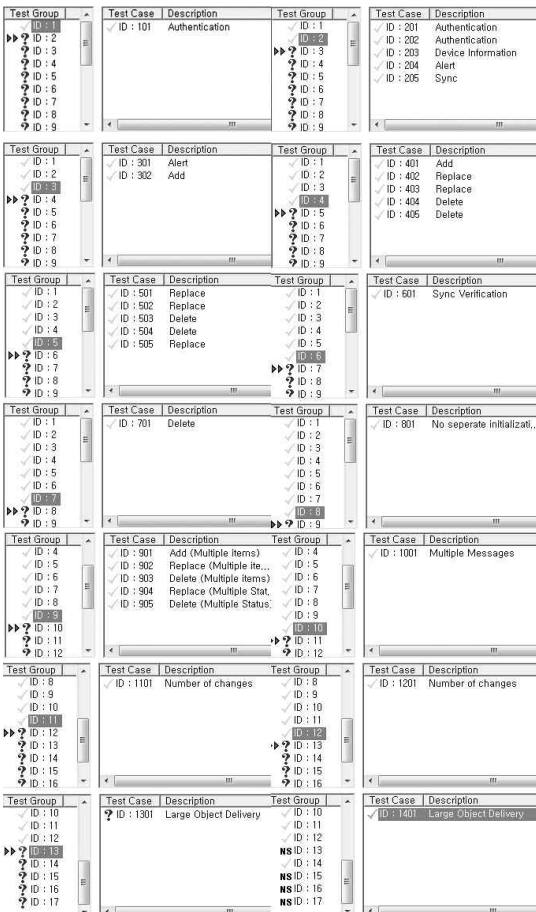 Test Group
ID : 1
ID : 2
ID : 3
ID : 4
ID : 5
ID : 6
ID : 7
ID : 8
ID : 9
Test Case Description
ID : 101 Authentication
Test Group
ID : 1
ID : 2
ID : 3
ID : 4
ID : 5
ID : 6
ID : 7
ID : 8
ID : 9
Test Case Description
ID : 201 Authentication
ID : 202 Authentication
ID : 203 Device Information
ID : 204 Alert
ID : 205 Sync
Test Group
ID : 1
ID : 2
ID : 3
ID : 4
ID : 5
ID : 6
ID : 7
ID : 8
ID : 9
Test Case Description
ID : 301 Alert
ID : 302 Add
Test Group
ID : 1
ID : 2
ID : 3
ID : 4
ID : 5
ID : 6
ID : 7
ID : 8
ID : 9
Test Case Description
ID : 401 Add
ID : 402 Replace
ID : 403 Replace
ID : 404 Delete
ID : 405 Delete
Test Group
ID : 1
ID : 2
ID : 3
ID : 4
ID : 5
ID : 6
ID : 7
ID : 8
ID : 9
Test Case Description
ID : 501 Replace
ID : 502 Replace
ID : 503 Delete
ID : 504 Delete
ID : 505 Replace
Test Group
ID : 1
ID : 2
ID : 3
ID : 4
ID : 5
ID : 6
ID : 7
ID : 8
ID : 9
Test Case Description
ID : 601 Sync Verification
Test Group
ID : 1
ID : 2
ID : 3
ID : 4
ID : 5
ID : 6
ID : 7
ID : 8
ID : 9
Test Case Description
ID : 701 Delete
Test Group
ID : 1
ID : 2
ID : 3
ID : 4
ID : 5
ID : 6
ID : 7
ID : 8
ID : 9
Test Case Description
ID : 801 No seperate initializati..
Test Group
ID : 4
ID : 5
ID : 6
ID : 7
ID : 8
ID : 9
ID : 10
ID : 11
ID : 12
Test Case Description
ID : 901 Add (Multiple items)
ID : 902 Replace (Multiple ite...
ID : 903 Delete (Multiple items)
ID : 904 Replace (Multiple Stat.
ID : 905 Delete (Multiple Status
Test Group
ID : 4
ID : 5
ID : 6
ID : 7
ID : 8
ID : 9
ID : 10
ID : 11
ID : 12
Test Case Description
ID : 1001 Multiple Messages
Test Group
ID : 8
ID : 9
ID : 10
ID : 11
ID : 12
ID : 13
ID : 14
ID : 15
ID : 16
Test Case Description
ID : 1101 Number of changes
Test Group
ID : 8
ID : 9
ID : 10
ID : 11
ID : 12
ID : 13
ID : 14
ID : 15
ID : 16
Test Case Description
ID : 1201 Number of changes
Test Group
ID : 10
ID : 11
ID : 12
ID : 13
ID : 14
ID : 15
ID : 16
ID : 17
Test Case Description
? ID : 1301 Large Object Delivery
Test Group
ID : 10
ID : 11
ID : 12
NS ID : 13
ID : 14
NS ID : 15
NS ID : 16
NS ID : 17
Test Case Description
ID : 1401 Large Object Delivery